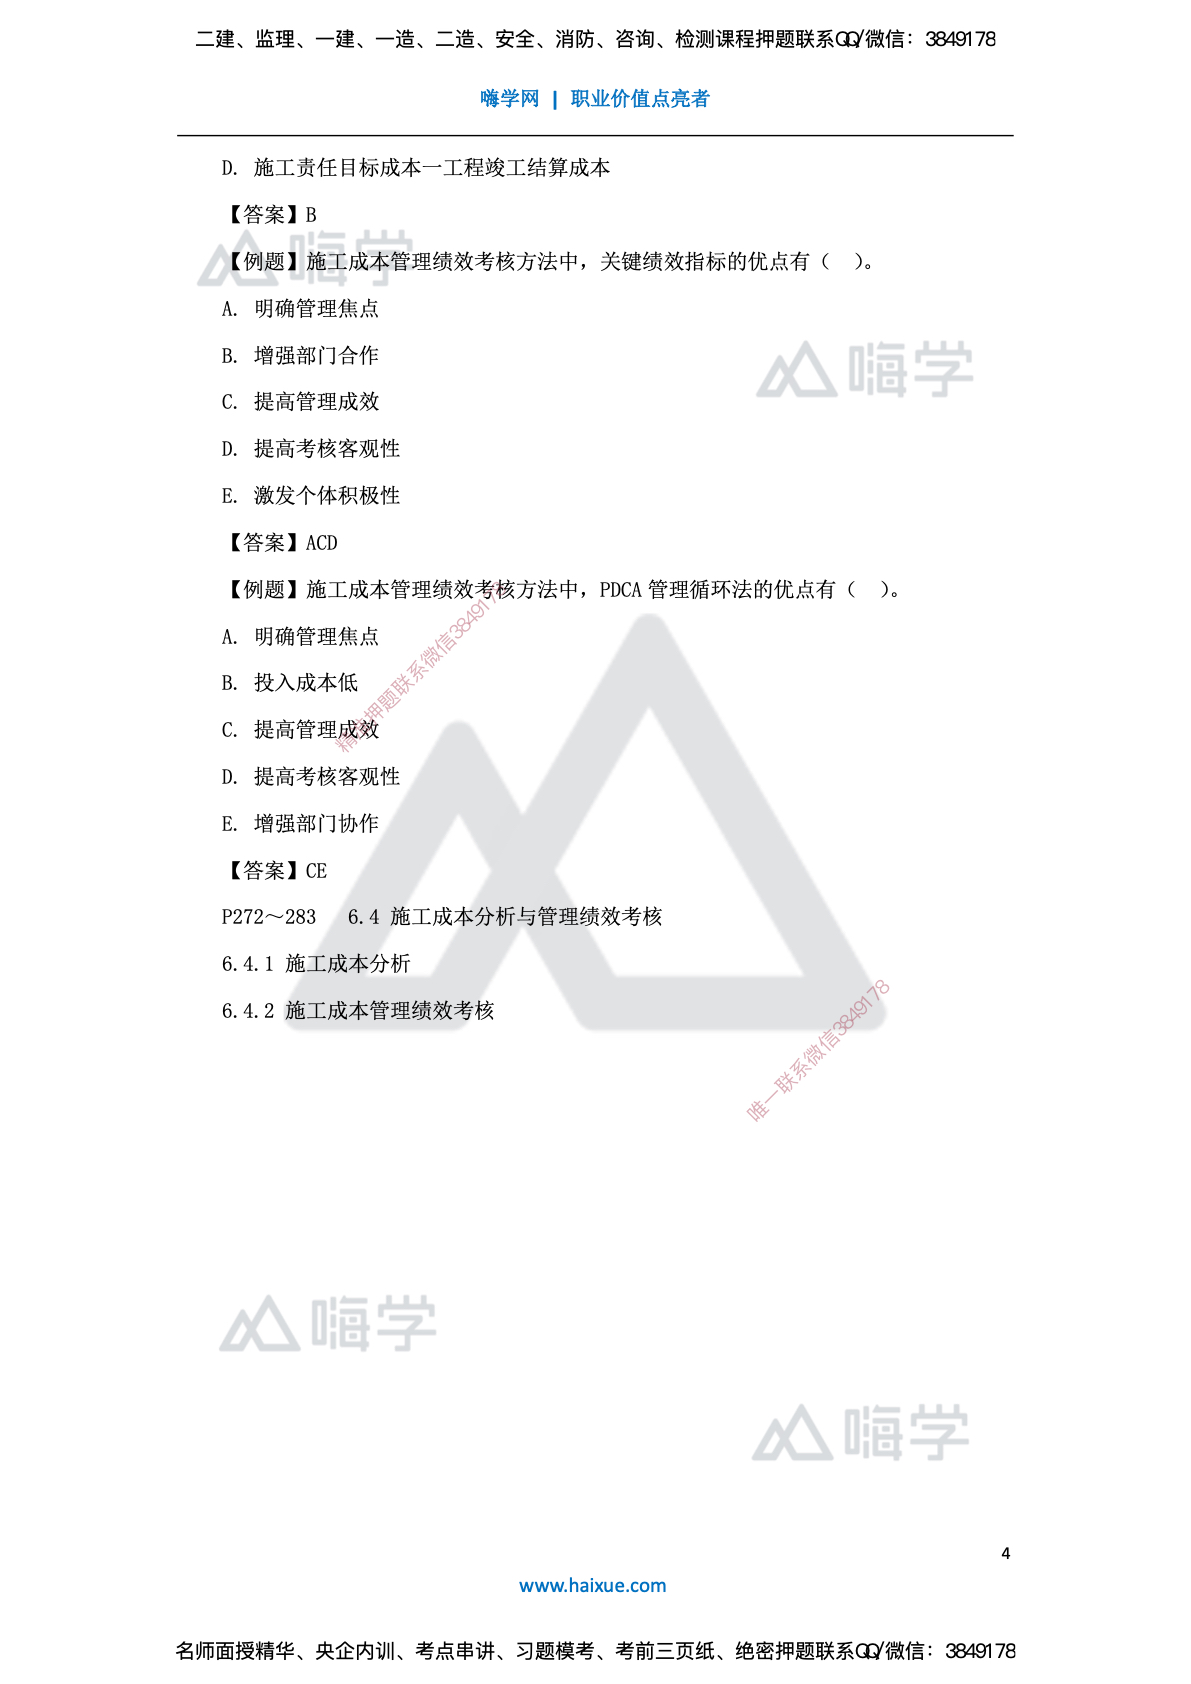 二建、监理、一建、一造、二造、安全、消防、咨询、检测课程押题联系QQ/微信：3849178
嗨学网 | 职业价值点亮者
D. 施工责任目标成本一工程竣工结算成本
【答案】B
嗨学
【例题】施工成本管理绩效考核方法中，关键绩效指标的优点有（ ）。
A. 明确管理焦点
B. 增强部门合作
嗨学
C. 提高管理成效
D. 提高考核客观性
E. 激发个体积极性
【答案】ACD
【例题】施工成本管理绩效考核方法中，PDCA 管理循环法的优点有（ ）。
A. 明确管理焦点
精准押题联系微信3849178
B. 投入成本低
C. 提高管理成效
D. 提高考核客观性
E. 增强部门协作
【答案】CE
P272～283 6.4 施工成本分析与管理绩效考核
6.4.1 施工成本分析
6.4.2 施工成本管理绩效考核
唯一联系微信3849178
嗨学
嗨学
4
www.haixue.com
名师面授精华、央企内训、考点串讲、习题模考、考前三页纸、绝密押题联系QQ/微信：3849178